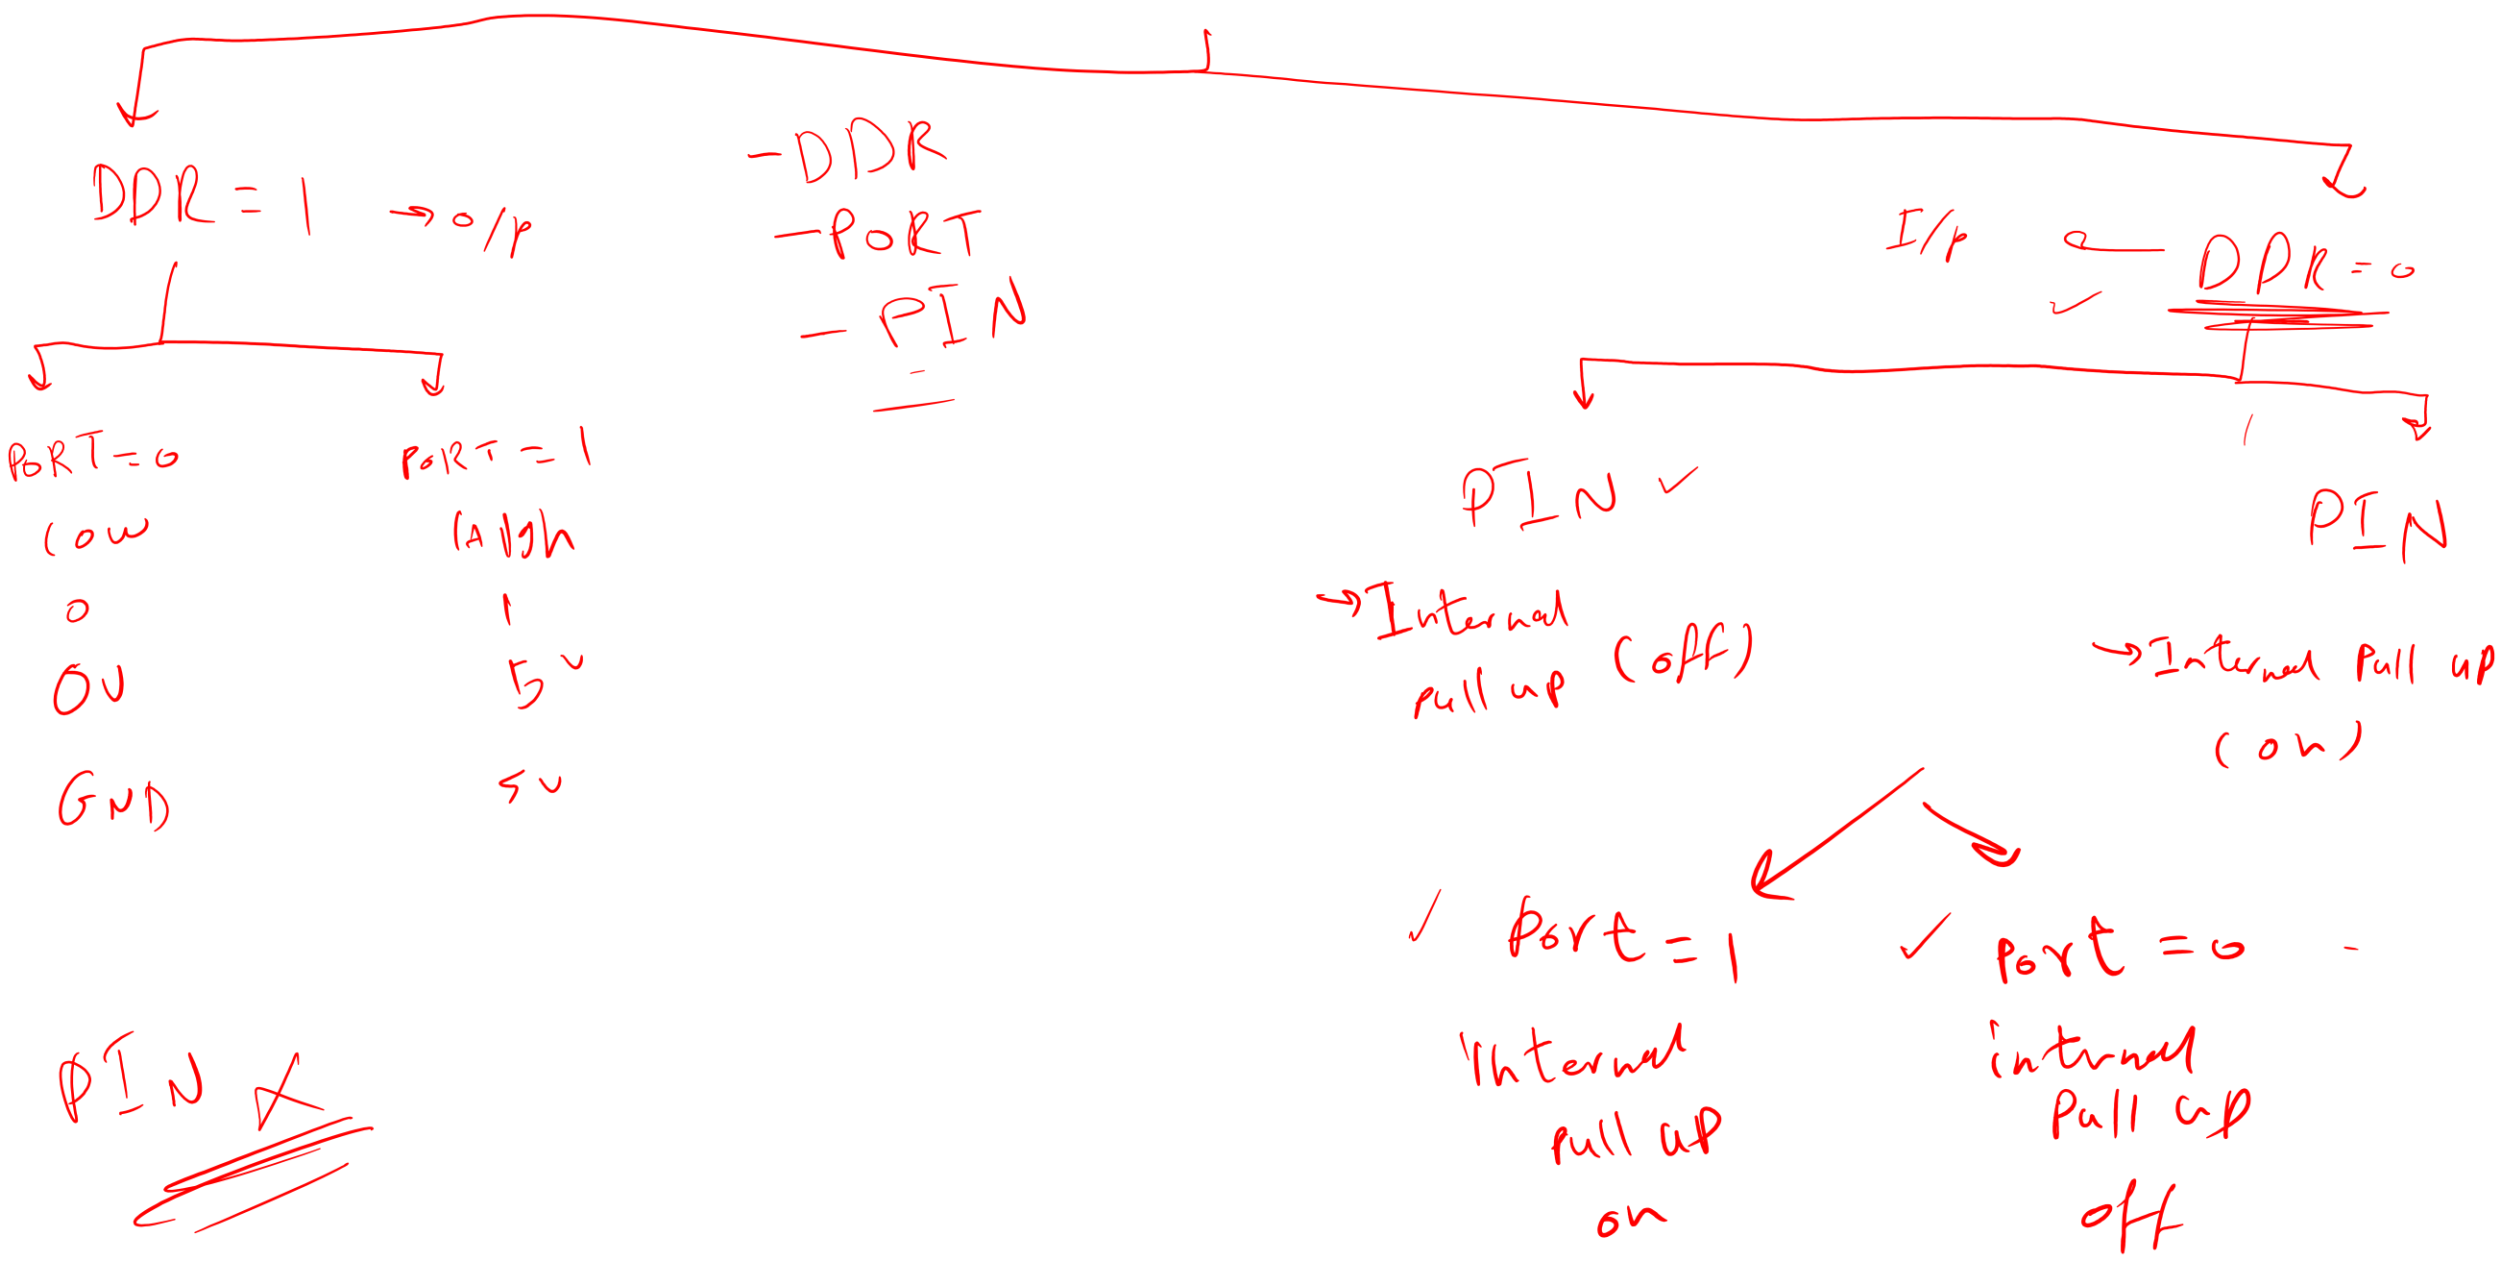 DDR = 1 → O/P
PORT = 0
Low
0
0V
GND
PORT = 1
High
1
5V
5V
PIN X
- DDR
- PORT
- PIN
I/p ← DDR = 0
PIN ✓
→ Internal
pull up (off)
PIN
→ Internal pull up
(on)
✓ Port = 1
Internal
pull up
on
✓ Port = 0 -
internal
pull up
off